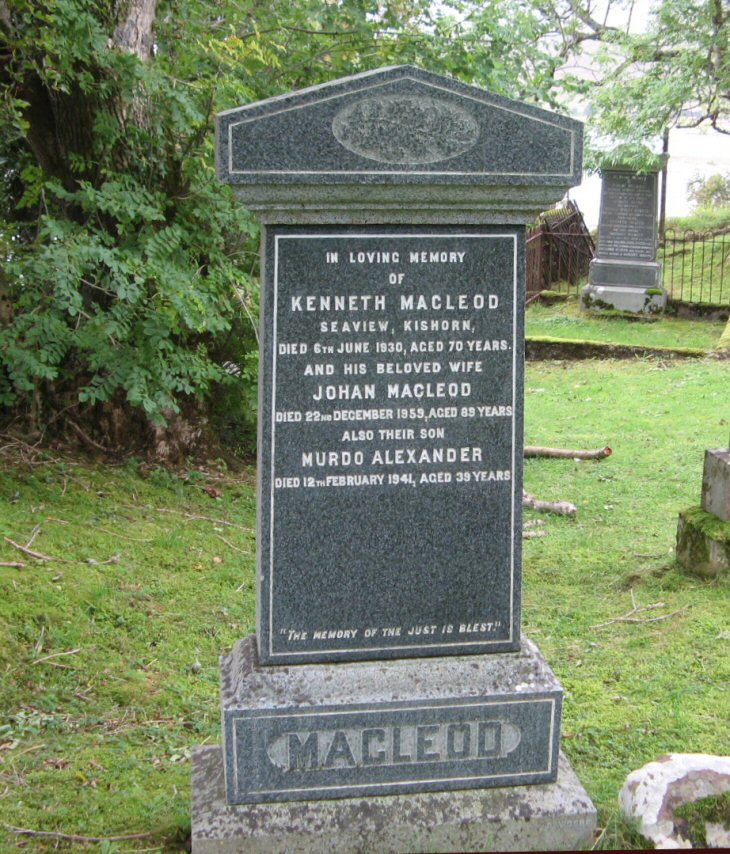 IN LOVING MEMORY
OF
KENNETH MACLEOD
SEAVIEW, KISHORN,
DIED 6TH JUNE 1930, AGED 70 YEARS.
AND HIS BELOVED WIFE
JOHAN MACLEOD
DIED 22ND DECEMBER 1959, AGED 89 YEARS
ALSO THEIR SON
MURDO ALEXANDER
DIED 12TH FEBRUARY 1941, AGED 39 YEARS
"THE MEMORY OF THE JUST IS BLEST."
MACLEOD